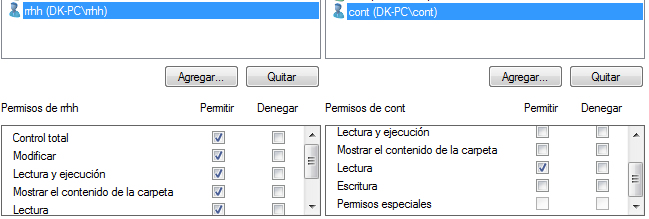 rrhh (DK-PC\rrhh)
Agregar... Quitar
Permisos de rrhh Permitir Denegar
Control total
Modificar
Lectura y ejecución
Mostrar el contenido de la carpeta
Lectura
cont (DK-PC\cont)
Agregar... Quitar
Permisos de cont Permitir Denegar
Lectura y ejecución
Mostrar el contenido de la carpeta
Lectura
Escritura
Permisos especiales